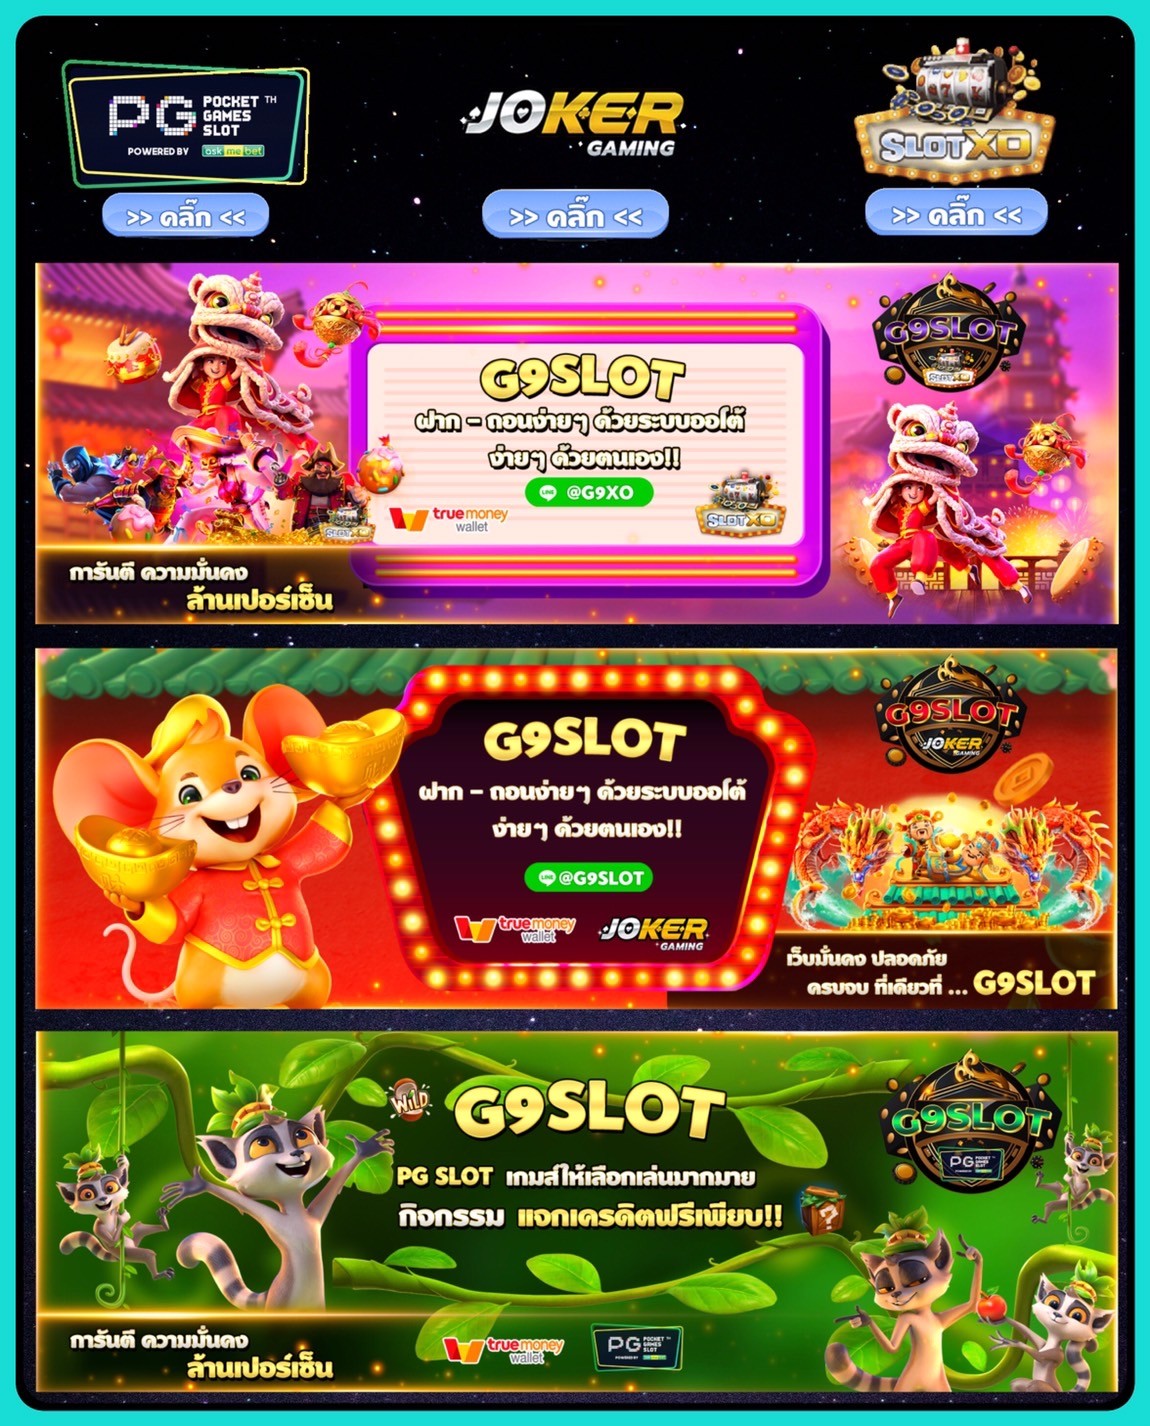 PG POCKET GAMES SLOT TH
POWERED BY ask me bet
JOKER GAMING
SLOTXO
>> คลิ๊ก <<
>> คลิ๊ก <<
>> คลิ๊ก <<
G9SLOT
ฝาก - ถอนง่ายๆ ด้วยระบบออโต้
ง่ายๆ ด้วยตนเอง!!
LINE @G9XO
truemoney wallet
SLOTXO
G9SLOT
SLOTXO
SLOTXO
การันตี ความมั่นคง
ล้านเปอร์เซ็น
G9SLOT
ฝาก - ถอนง่ายๆ ด้วยระบบออโต้
ง่ายๆ ด้วยตนเอง!!
LINE @G9SLOT
truemoney wallet
JOKER GAMING
G9SLOT
JOKER GAMING
เว็บมั่นคง ปลอดภัย
ครบจบ ที่เดียวที่ ... G9SLOT
WILD
G9SLOT
PG SLOT เกมส์ให้เลือกเล่นมากมาย
กิจกรรม แจกเครดิตฟรีเพียบ!!
G9SLOT
PG
?
การันตี ความมั่นคง
ล้านเปอร์เซ็น
truemoney wallet
PG POCKET GAMES SLOT